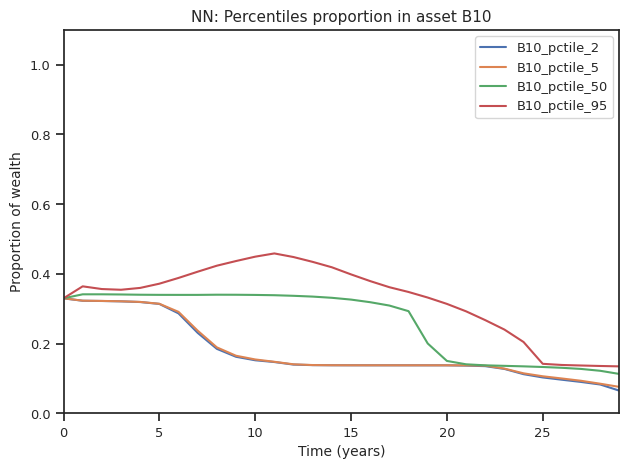 NN: Percentiles proportion in asset B10
B10_pctile_2
B10_pctile_5
B10_pctile_50
B10_pctile_95
Proportion of wealth
1.0
0.8
0.6
0.4
0.2
0.0
0 5 10 15 20 25
Time (years)